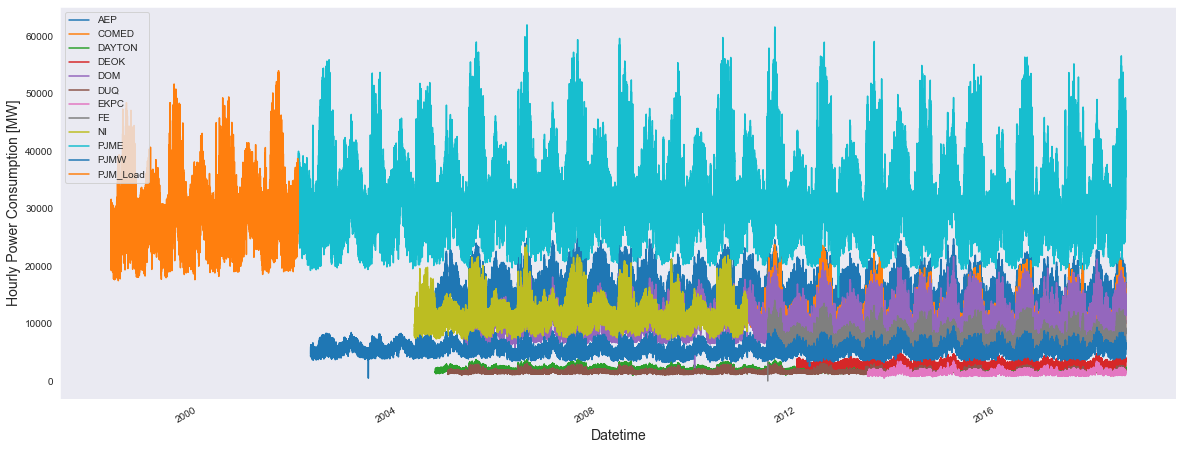 AEP
COMED
DAYTON
DEOK
DOM
DUQ
EKPC
FE
NI
PJME
PJMW
PJM_Load
Hourly Power Consumption [MW]
60000
50000
40000
30000
20000
10000
0
2000
2004
2008
2012
2016
Datetime